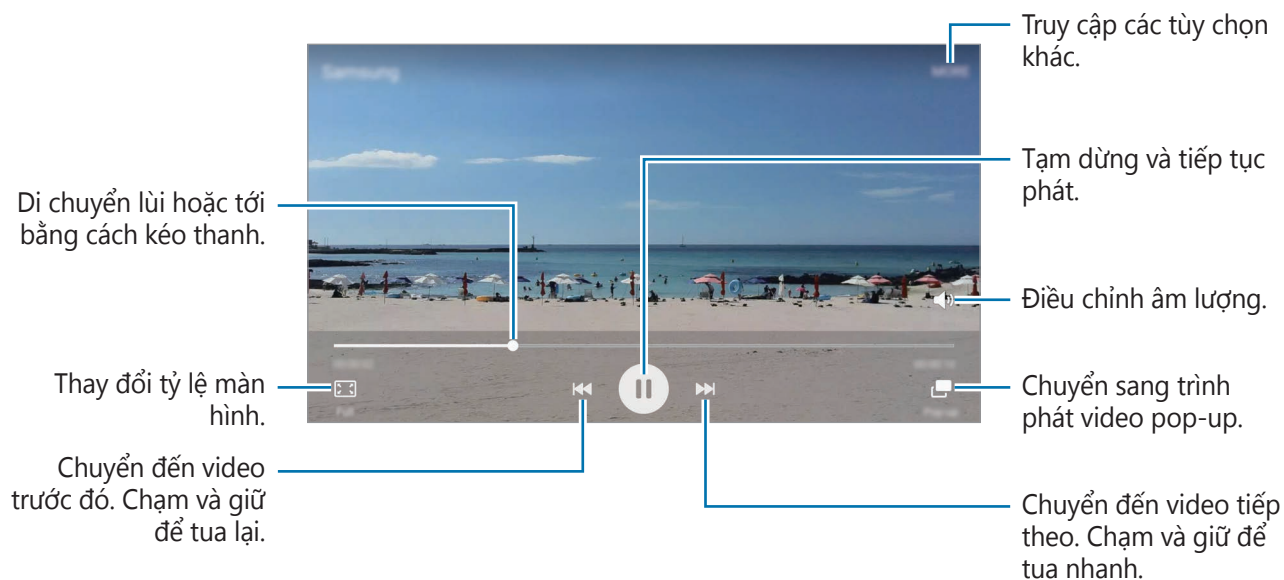 Truy cập các tùy chọn
khác.
Tạm dừng và tiếp tục
phát.
Di chuyển lùi hoặc tới
bằng cách kéo thanh.
Điều chỉnh âm lượng.
Thay đổi tỷ lệ màn
hình.
Chuyển sang trình
phát video pop-up.
Chuyển đến video
trước đó. Chạm và giữ
để tua lại.
Chuyển đến video tiếp
theo. Chạm và giữ để
tua nhanh.